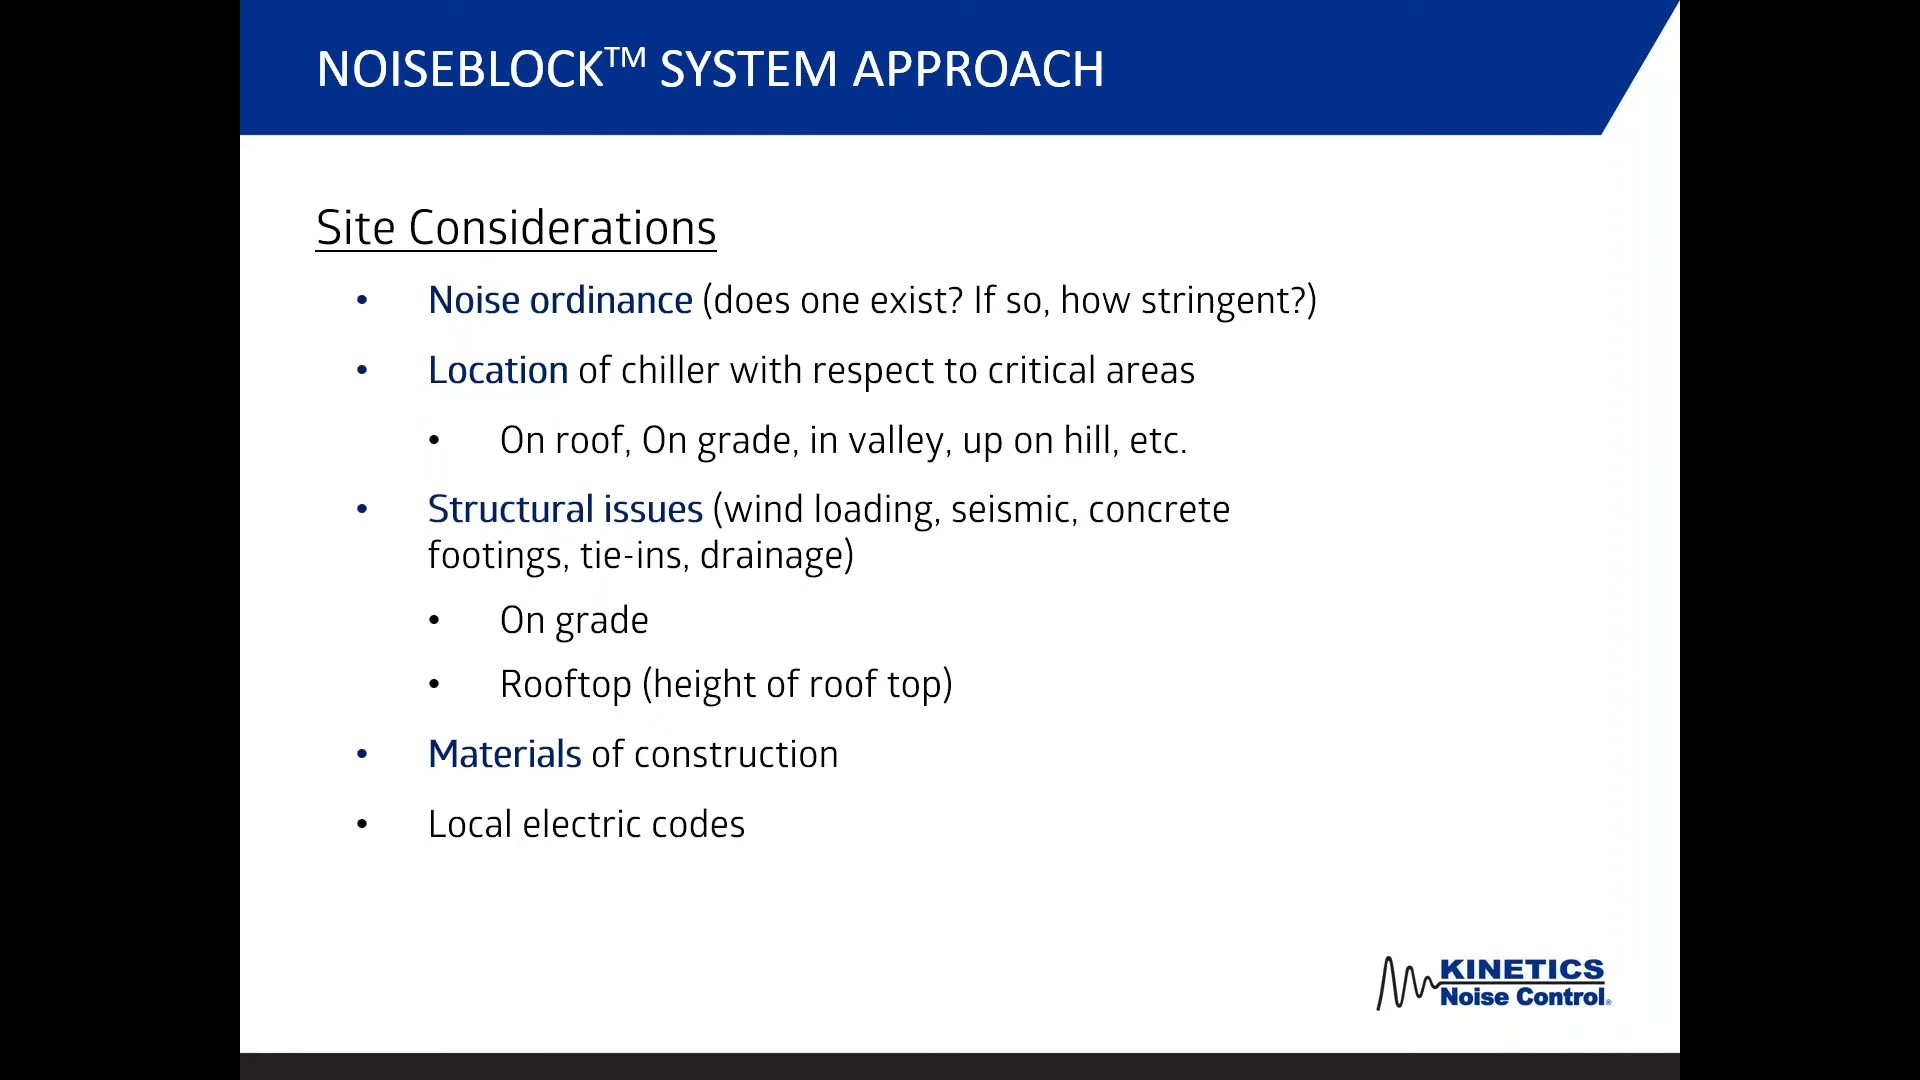 NOISEBLOCK™ SYSTEM APPROACH
Site Considerations
• Noise ordinance (does one exist? If so, how stringent?)
• Location of chiller with respect to critical areas
• On roof, On grade, in valley, up on hill, etc.
• Structural issues (wind loading, seismic, concrete
footings, tie-ins, drainage)
• On grade
• Rooftop (height of roof top)
• Materials of construction
• Local electric codes
KINETICS
Noise Control®